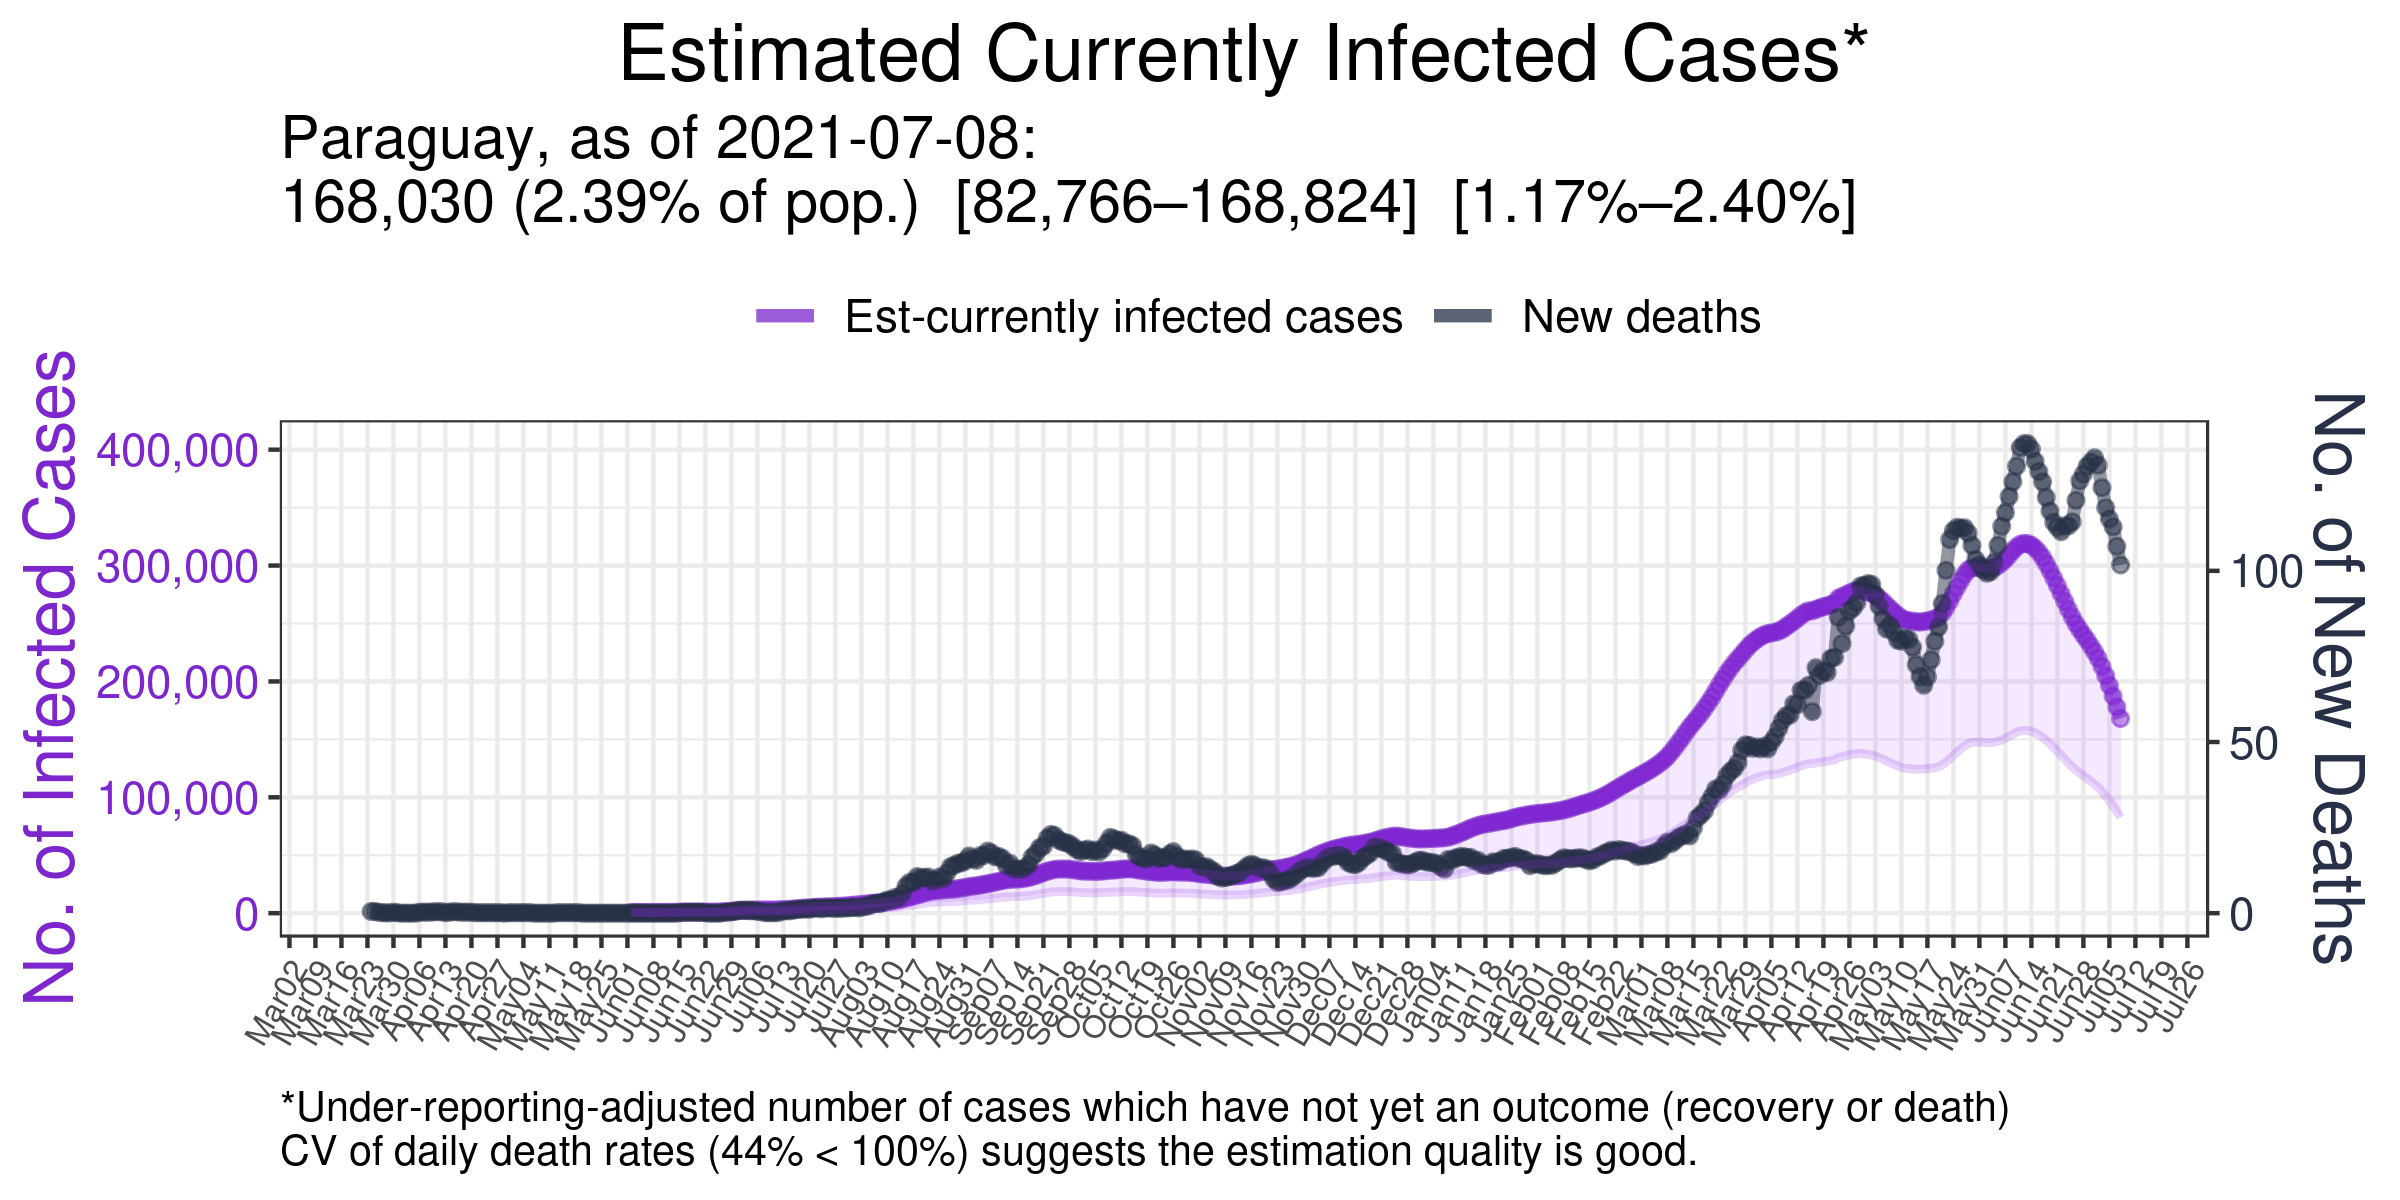 Estimated Currently Infected Cases*
Paraguay, as of 2021-07-08:
168,030 (2.39% of pop.) [82,766–168,824] [1.17%–2.40%]
Est-currently infected cases New deaths
No. of Infected Cases
400,000
300,000
200,000
100,000
0
No. of New Deaths
100
50
0
Mar02 Mar09 Mar16 Mar23 Mar30 Apr06 Apr13 Apr20 Apr27 May04 May11 May18 May25 Jun01 Jun08 Jun15 Jun22 Jun29 Jul06 Jul13 Jul20 Jul27 Aug03 Aug10 Aug17 Aug24 Aug31 Sep07 Sep14 Sep21 Sep28 Oct05 Oct12 Oct19 Oct26 Nov02 Nov09 Nov16 Nov23 Nov30 Dec07 Dec14 Dec21 Dec28 Jan04 Jan11 Jan18 Jan25 Feb01 Feb08 Feb15 Feb22 Mar01 Mar08 Mar15 Mar22 Mar29 Apr05 Apr12 Apr19 Apr26 May03 May10 May17 May24 May31 Jun07 Jun14 Jun21 Jun28 Jul05 Jul12 Jul19 Jul26
*Under-reporting-adjusted number of cases which have not yet an outcome (recovery or death)
CV of daily death rates (44% < 100%) suggests the estimation quality is good.